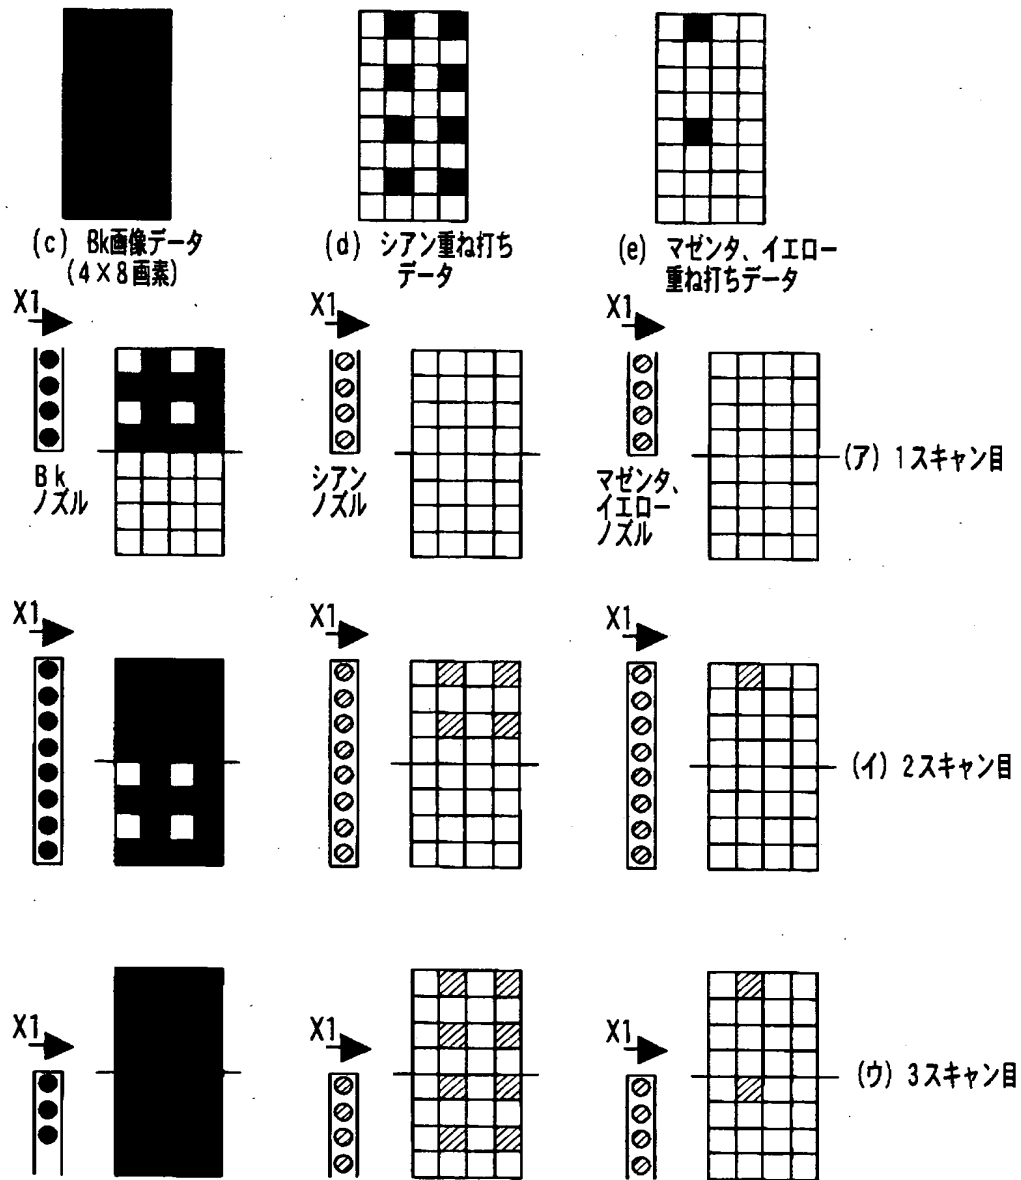 (c) Bk画像データ
(4×8画素)
(d) シアン重ね打ち
データ
(e) マゼンタ、イエロー
重ね打ちデータ
X1
X1
X1
Bk
ノズル
シアン
ノズル
マゼンタ、
イエロー
ノズル
(ア) 1スキャン目
X1
X1
X1
(イ) 2スキャン目
X1
X1
X1
(ウ) 3スキャン目